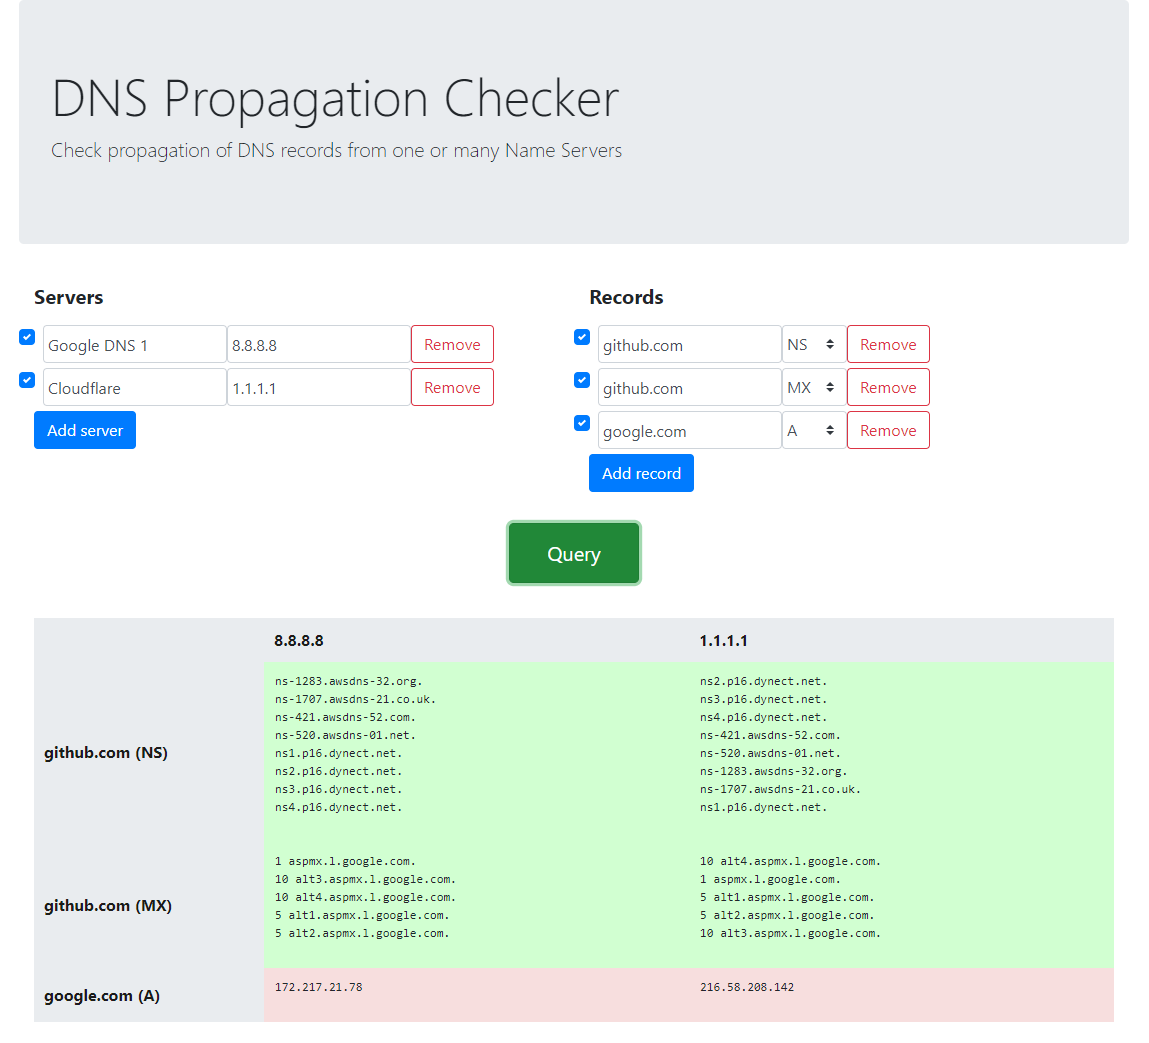 DNS Propagation Checker
Check propagation of DNS records from one or many Name Servers
Servers
Google DNS 1 8.8.8.8 Remove
Cloudflare 1.1.1.1 Remove
Add server
Records
github.com NS Remove
github.com MX Remove
google.com A Remove
Add record
Query
8.8.8.8 1.1.1.1
github.com (NS)
ns-1283.awsdns-32.org.
ns-1707.awsdns-21.co.uk.
ns-421.awsdns-52.com.
ns-520.awsdns-01.net.
ns1.p16.dynect.net.
ns2.p16.dynect.net.
ns3.p16.dynect.net.
ns4.p16.dynect.net.
ns2.p16.dynect.net.
ns3.p16.dynect.net.
ns4.p16.dynect.net.
ns-421.awsdns-52.com.
ns-520.awsdns-01.net.
ns-1283.awsdns-32.org.
ns-1707.awsdns-21.co.uk.
ns1.p16.dynect.net.
github.com (MX)
1 aspmx.l.google.com.
10 alt3.aspmx.l.google.com.
10 alt4.aspmx.l.google.com.
5 alt1.aspmx.l.google.com.
5 alt2.aspmx.l.google.com.
10 alt4.aspmx.l.google.com.
1 aspmx.l.google.com.
5 alt1.aspmx.l.google.com.
5 alt2.aspmx.l.google.com.
10 alt3.aspmx.l.google.com.
google.com (A)
172.217.21.78
216.58.208.142